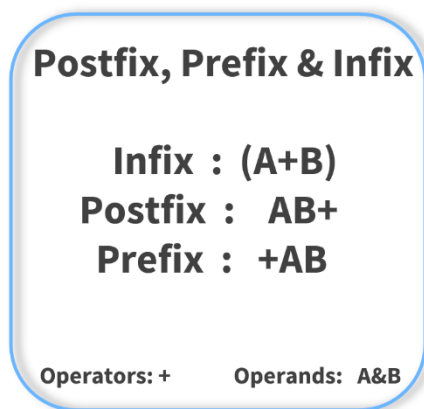 Postfix, Prefix & Infix
Infix : (A+B)
Postfix : AB+
Prefix : +AB
Operators: + Operands: A&B